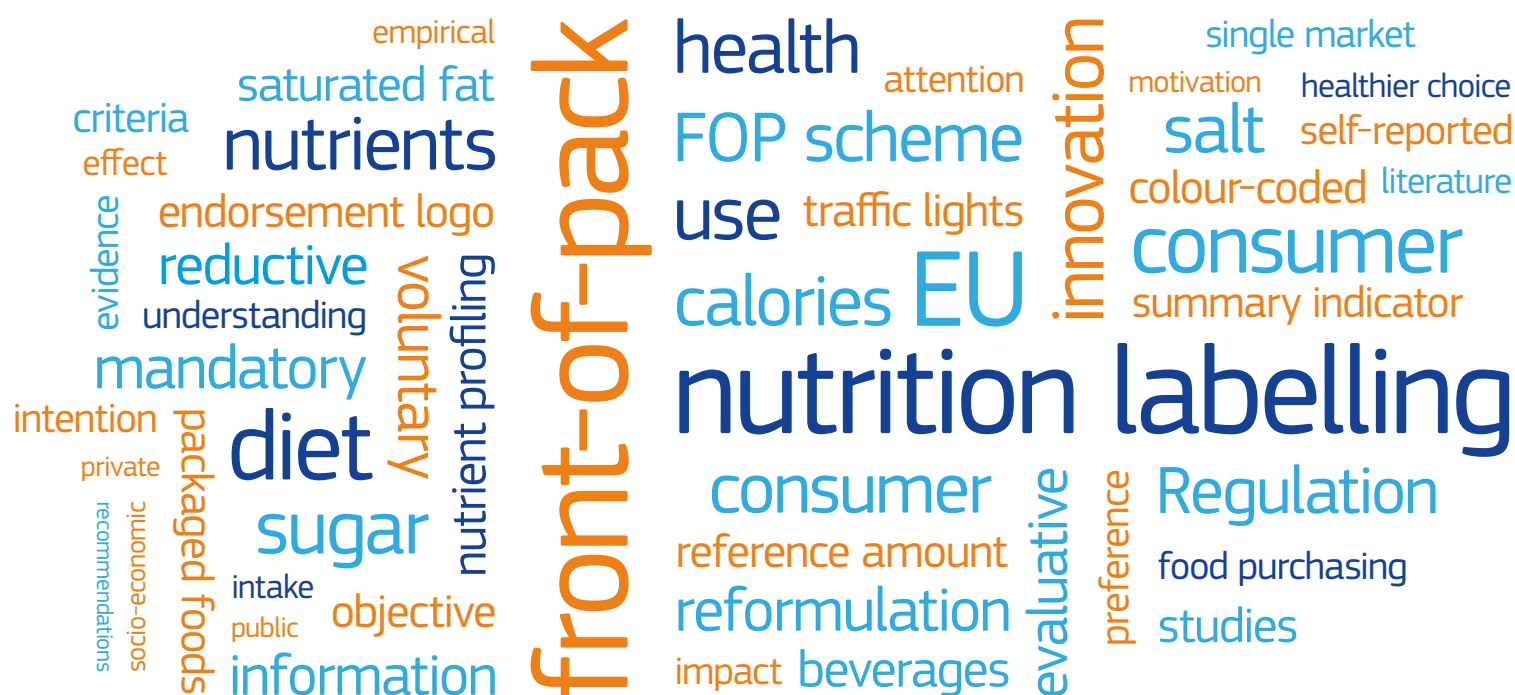 empirical
saturated fat
criteria
nutrients
effect
endorsement logo
evidence
reductive
understanding
voluntary
nutrient profiling
mandatory
intention
packaged foods
diet
private
recommendations
socio-economic
sugar
intake
objective
public
information
front-of-pack
health
attention
FOP scheme
use
traffic lights
calories
EU
innovation
single market
motivation
healthier choice
salt
self-reported
colour-coded
literature
consumer
summary indicator
nutrition labelling
consumer
reference amount
reformulation
impact
beverages
evaluative
preference
Regulation
food purchasing
studies